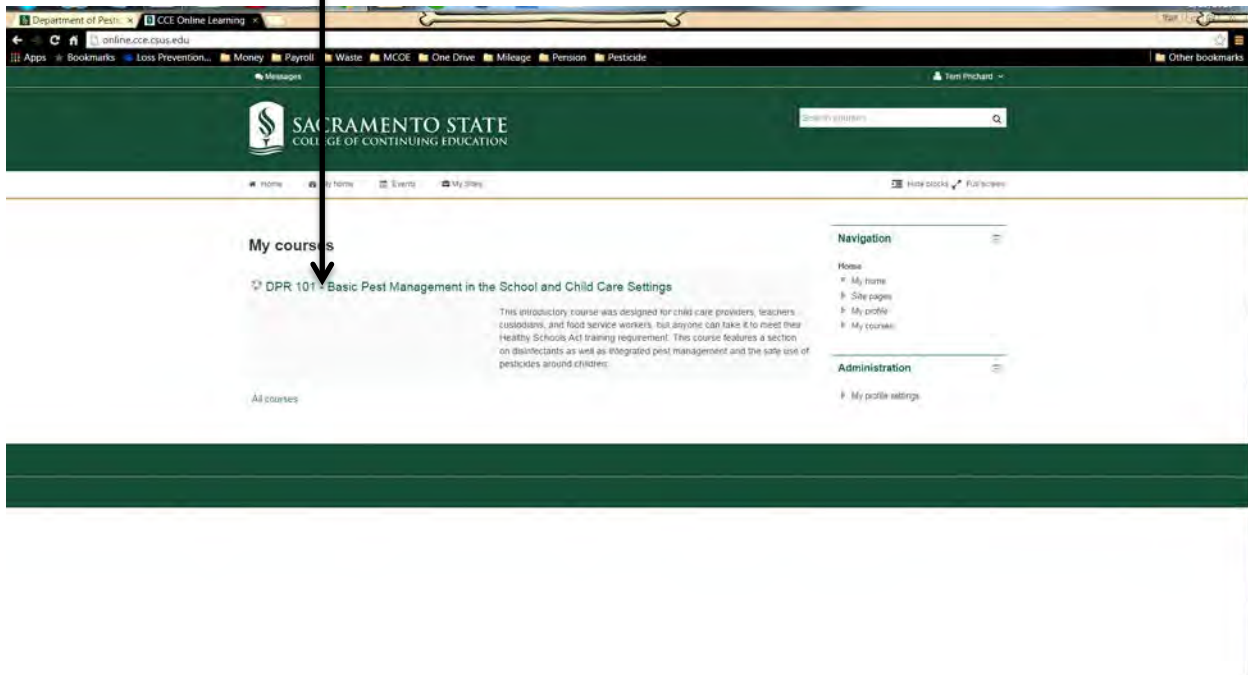 Department of Pesti
CCE Online Learning
online.cce.csus.edu
Apps Bookmarks Loss Prevention... Money Payroll Waste MCOE One Drive Mileage Pension Pesticide Other bookmarks
Messages Terri Prichard
SACRAMENTO STATE
COLLEGE OF CONTINUING EDUCATION
Search courses
Home My home Events My Sites Hide blocks Full screen
My courses
DPR 101 - Basic Pest Management in the School and Child Care Settings
This introductory course was designed for child care providers, teachers,
custodians, and food service workers, but anyone can take it to meet their
Healthy Schools Act training requirement. This course features a section
on disinfectants as well as integrated pest management and the safe use of
pesticides around children.
All courses
Navigation
Home
My home
Site pages
My profile
My courses
Administration
My profile settings